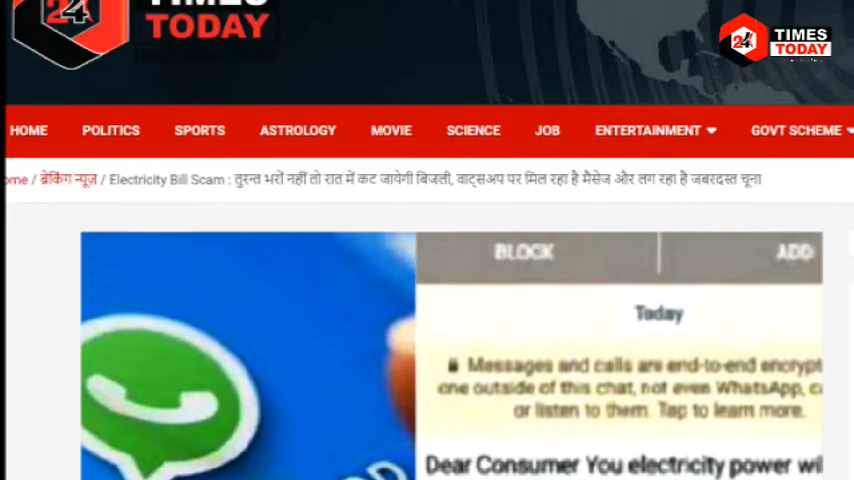 24
TIMES
TODAY
24
TIMES
TODAY
HOME POLITICS SPORTS ASTROLOGY MOVIE SCIENCE JOB ENTERTAINMENT GOVT SCHEME
ome / ब्रेकिंग न्यूज़ / Electricity Bill Scam : तुरन्त भरों नहीं तो रात में कट जायेगी बिजली, वाट्सअप पर मिल रहा है मैसेज और लग रहा है जबरदस्त चूना
BLOCK ADD
Today
Messages and calls are end-to-end encrypt
one outside of this chat, not even WhatsApp, c
or listen to them. Tap to learn more.
Dear Consumer You electricity power wi